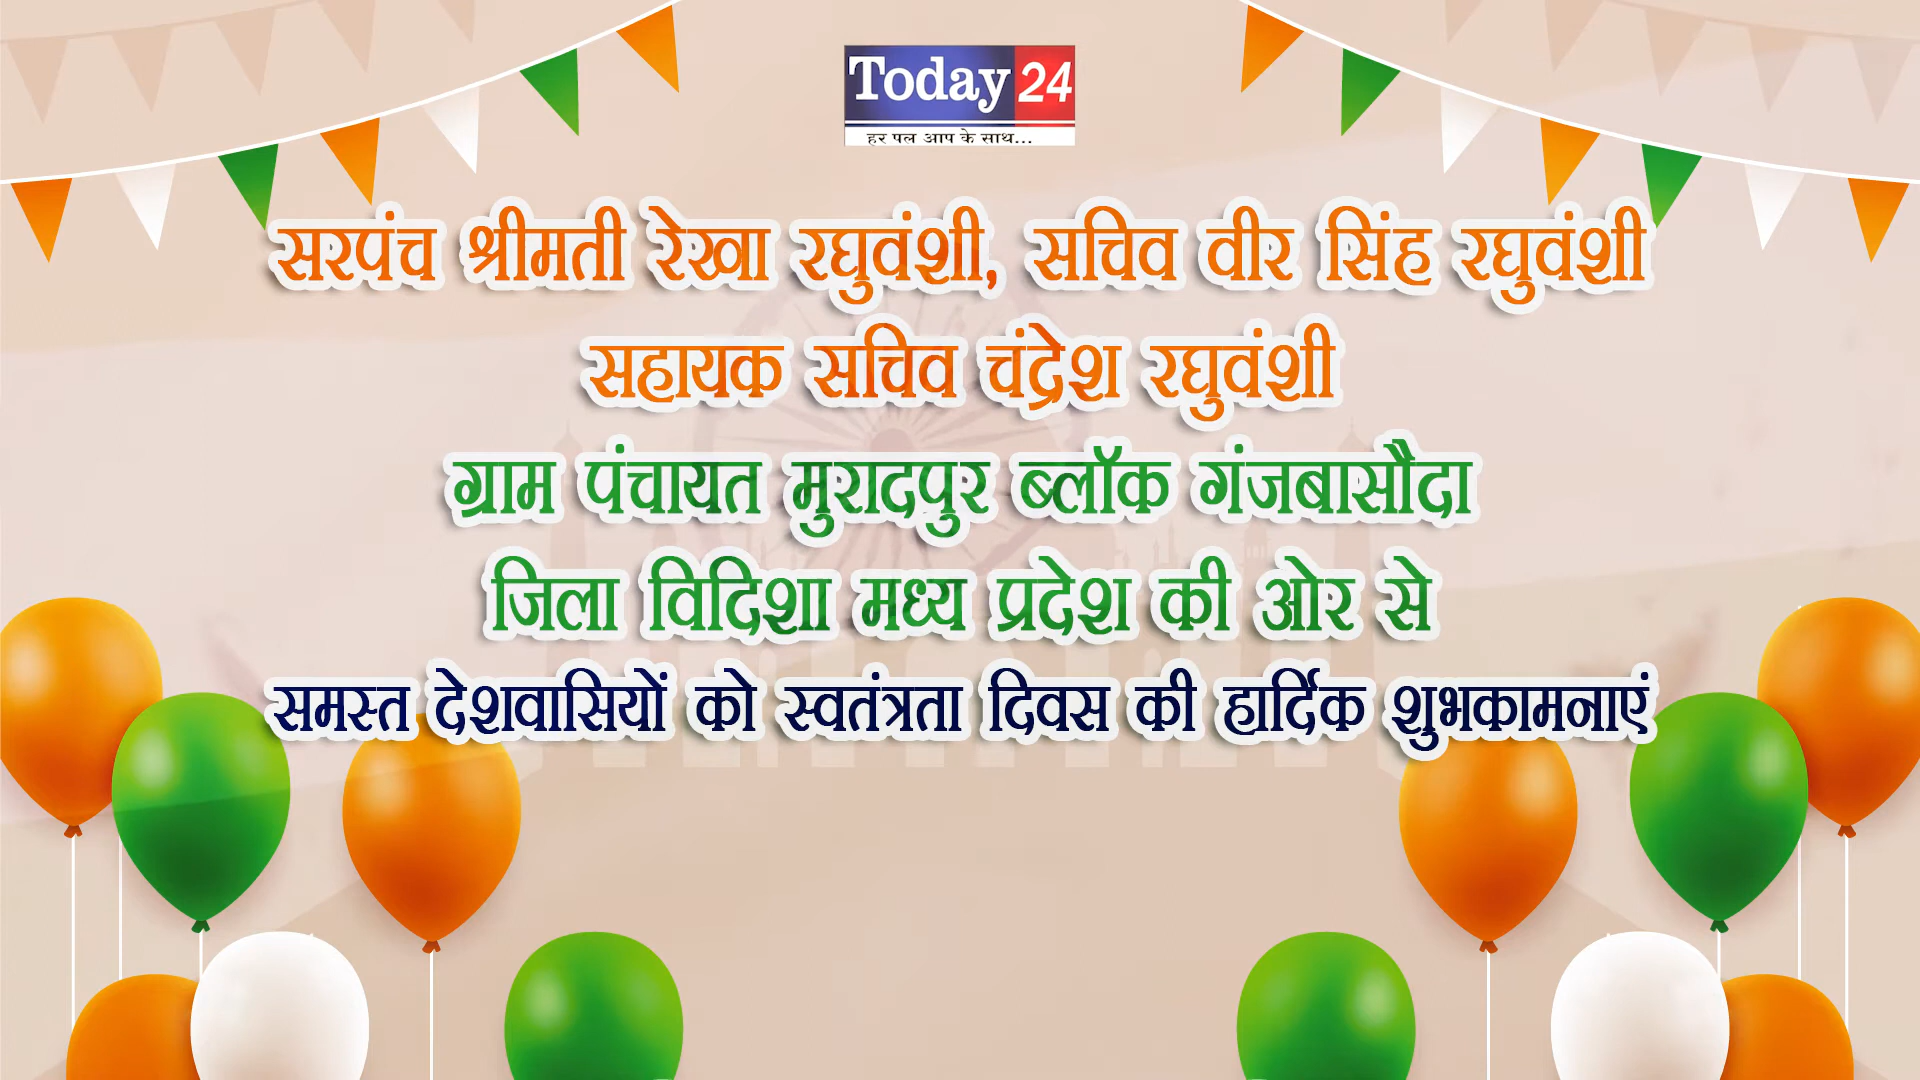 Today 24
हर पल आप के साथ...
सरपंच श्रीमती रेखा रघुवंशी, सचिव वीर सिंह रघुवंशी
सहायक सचिव चंद्रेश रघुवंशी
ग्राम पंचायत मुरादपुर ब्लॉक गंजबासौदा
जिला विदिशा मध्य प्रदेश की ओर से
समस्त देशवासियों को स्वतंत्रता दिवस की हार्दिक शुभकामनाएं